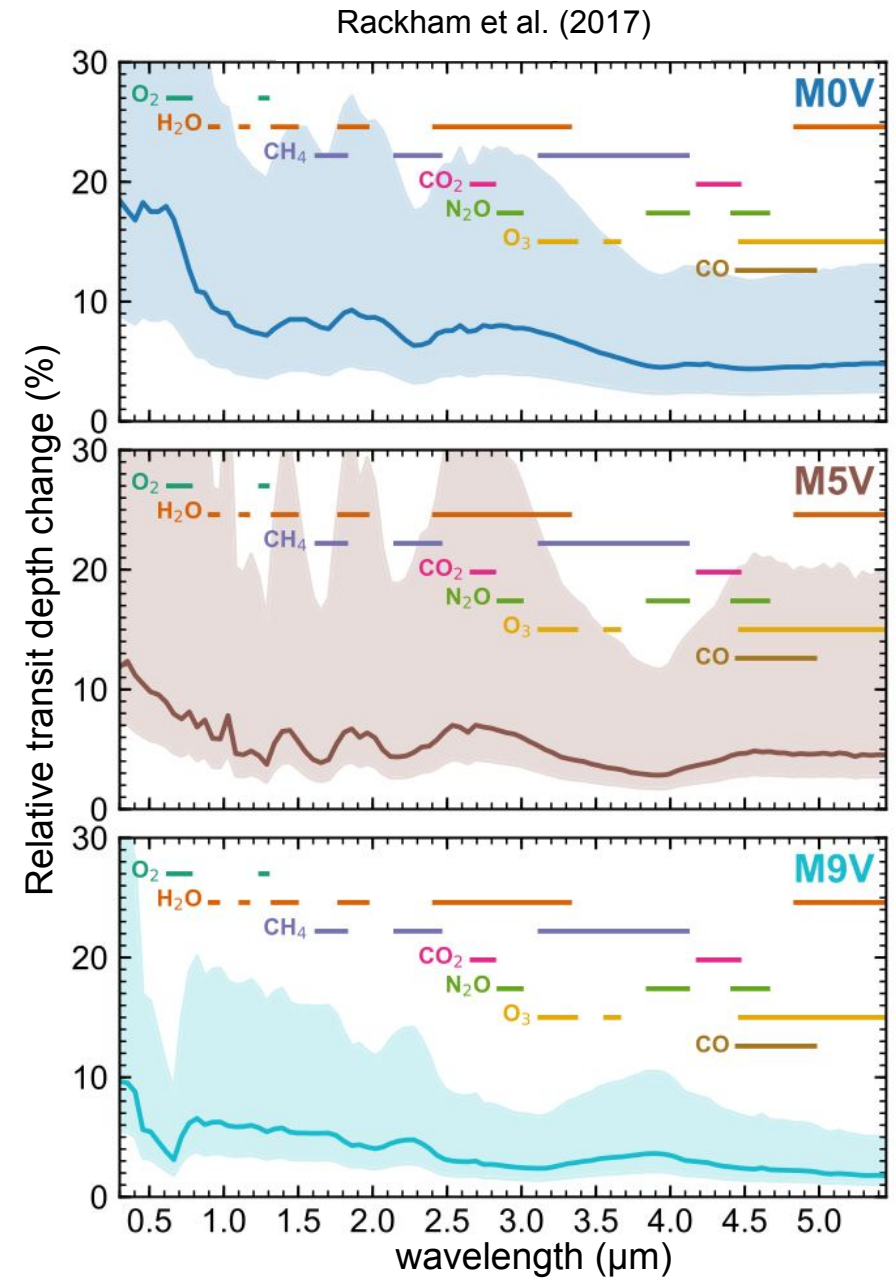 Rackham et al. (2017)
Relative transit depth change (%)
30
20
10
0
M0V
O₂
H₂O
CH₄
CO₂
N₂O
O₃
CO
30
20
10
0
M5V
O₂
H₂O
CH₄
CO₂
N₂O
O₃
CO
30
20
10
0
M9V
O₂
H₂O
CH₄
CO₂
N₂O
O₃
CO
0.5 1.0 1.5 2.0 2.5 3.0 3.5 4.0 4.5 5.0
wavelength (μm)